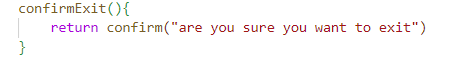 confirmExit(){
    return confirm("are you sure you want to exit")
}